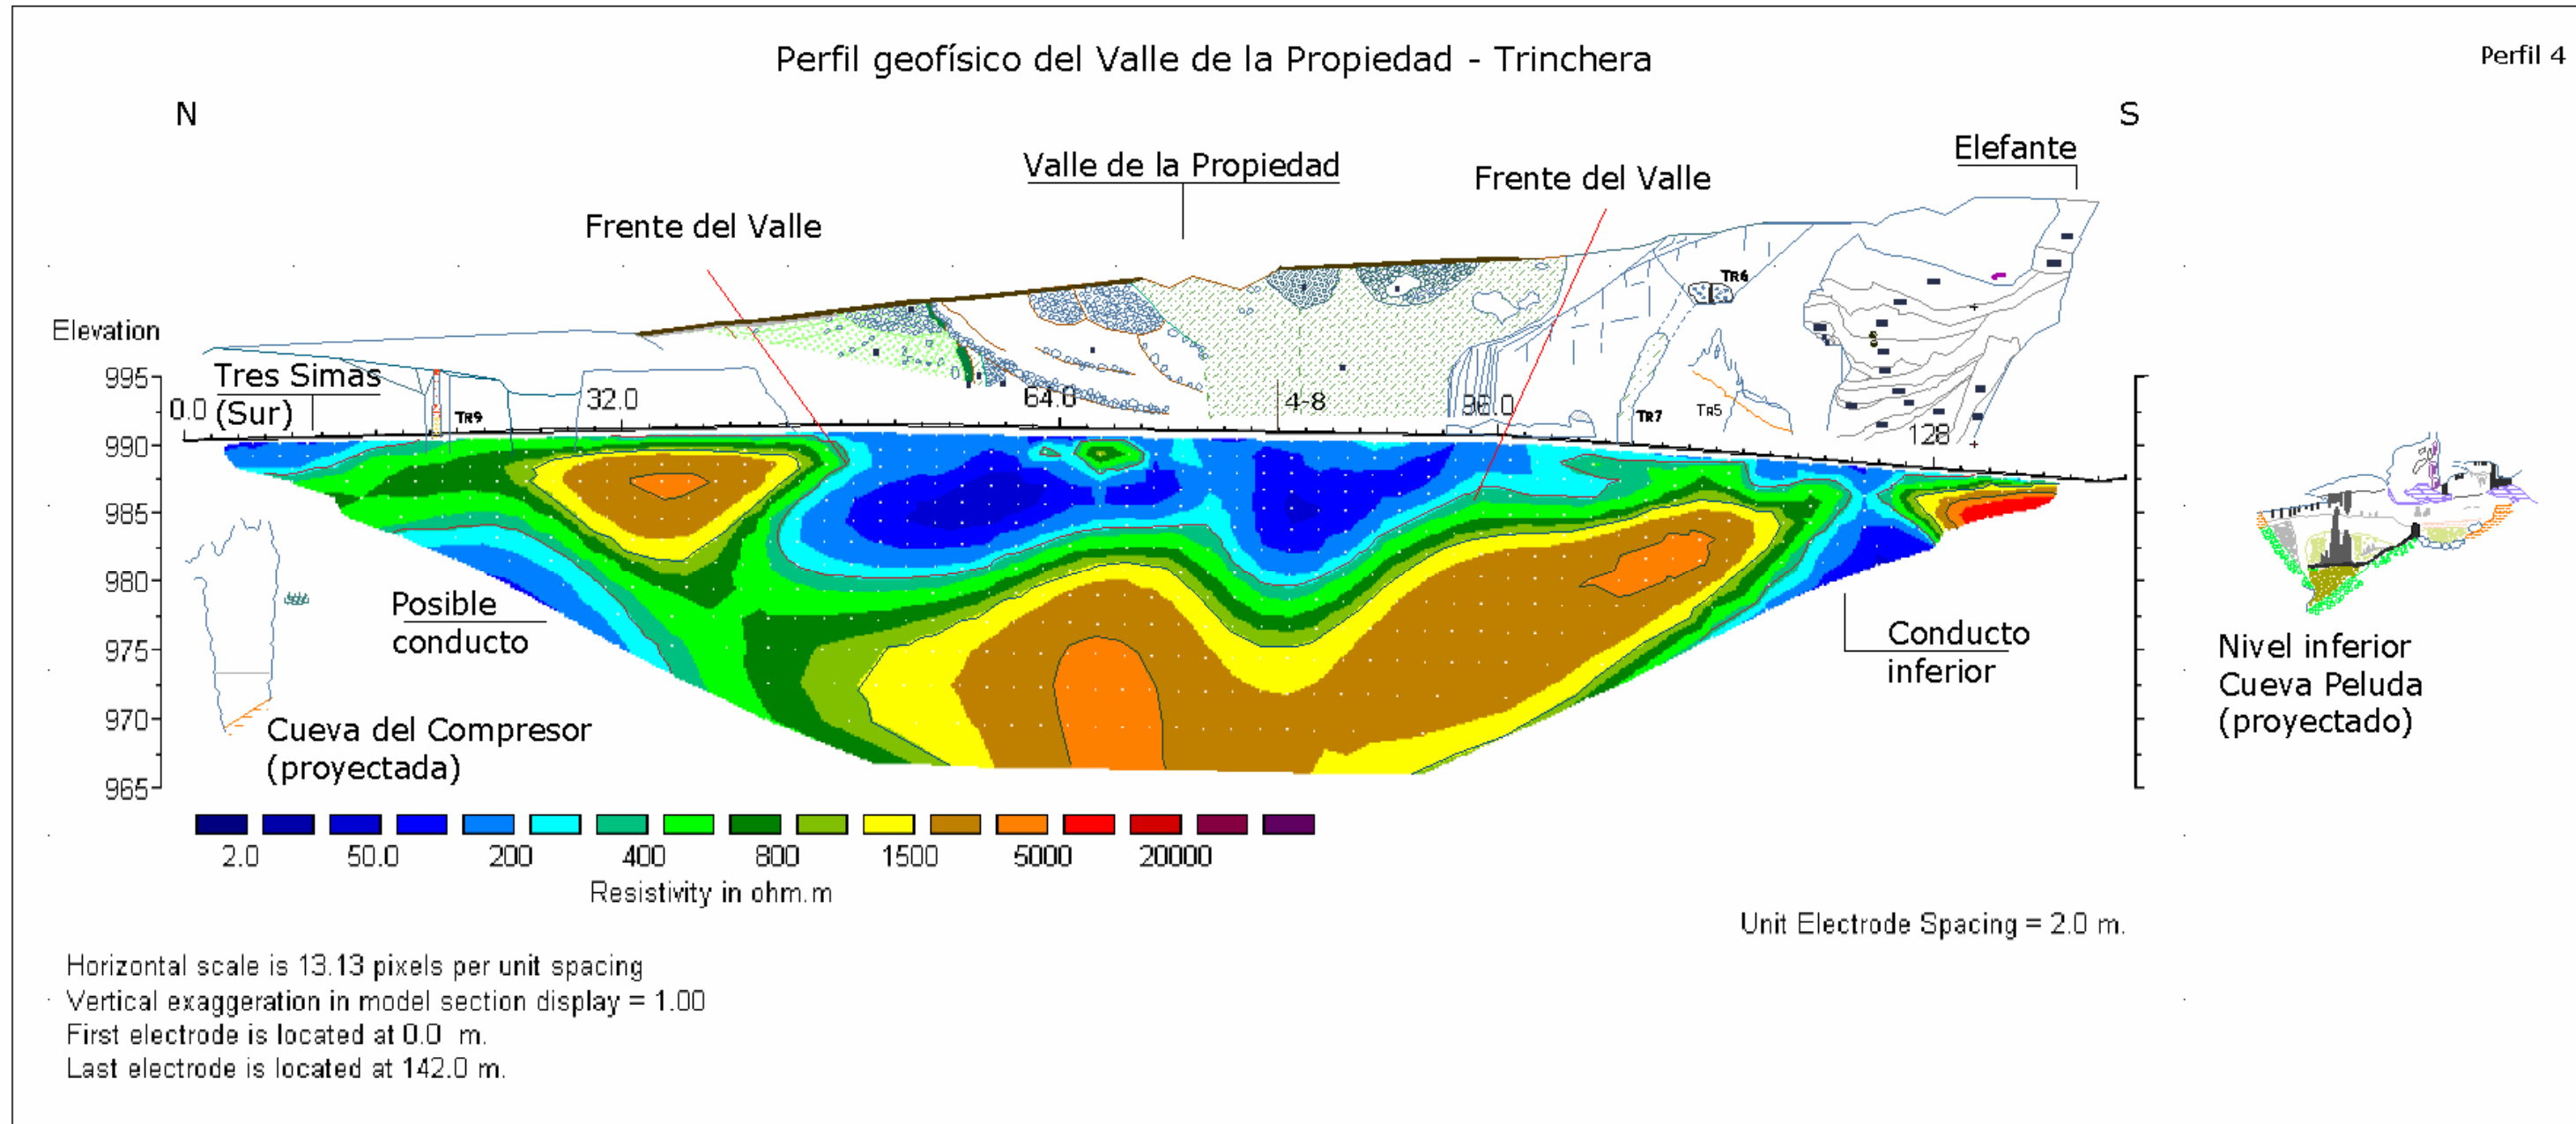 Perfil geofísico del Valle de la Propiedad - Trinchera
Perfil 4
N
S
Elefante
Valle de la Propiedad
Frente del Valle
Frente del Valle
TR6
Elevation
995
990
985
980
975
970
965
Tres Simas
(Sur)
0.0
32.0
64.0
4-8
96.0
128
TR9
TR7
TR5
Posible
conducto
Conducto
inferior
Cueva del Compresor
(proyectada)
Nivel inferior
Cueva Peluda
(proyectado)
2.0 50.0 200 400 800 1500 5000 20000
Resistivity in ohm.m
Unit Electrode Spacing = 2.0 m.
Horizontal scale is 13.13 pixels per unit spacing
Vertical exaggeration in model section display = 1.00
First electrode is located at 0.0 m.
Last electrode is located at 142.0 m.